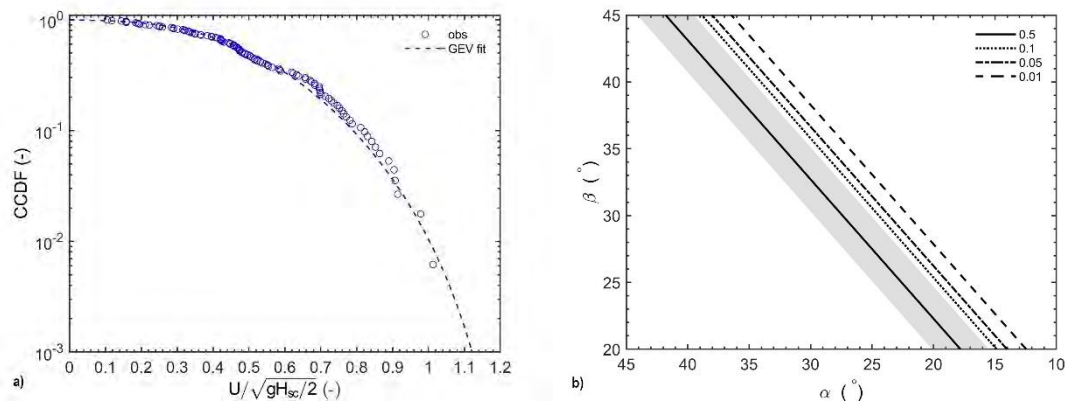 10^0
10^-1
10^-2
10^-3
CCDF (-)
obs
GEV fit
0 0.1 0.2 0.3 0.4 0.5 0.6 0.7 0.8 0.9 1 1.1 1.2
a)
U/√gH_sc/2 (-)
45
40
35
30
25
20
β (°)
0.5
0.1
0.05
0.01
45 40 35 30 25 20 15 10
b)
α (°)